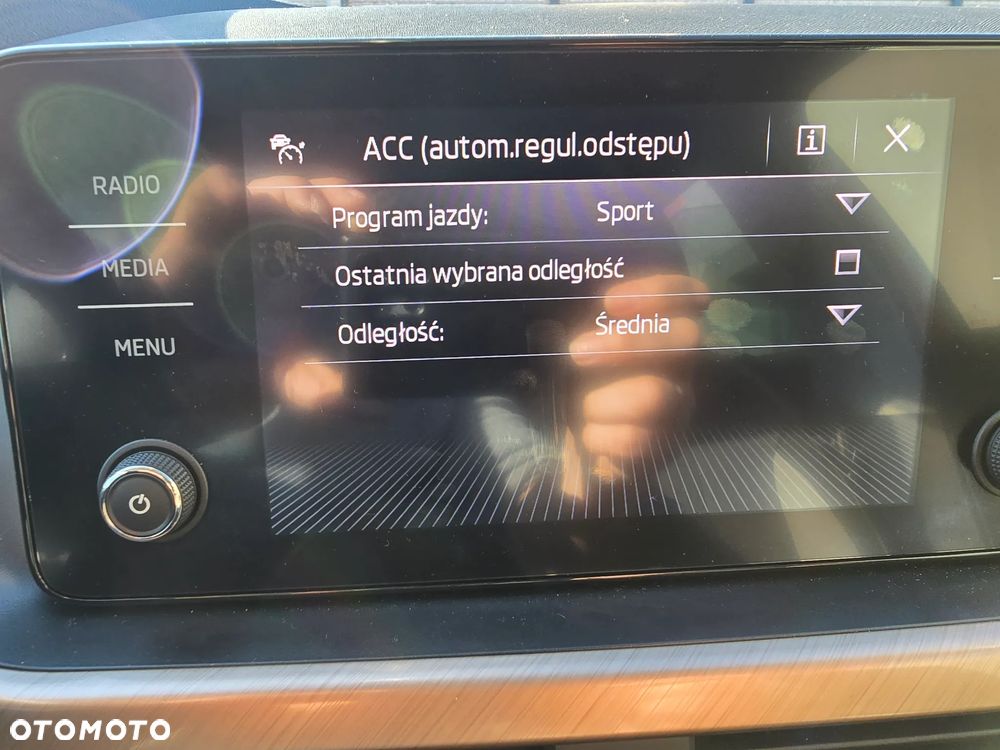 ACC (autom.regul.odstępu)
i
RADIO
Program jazdy: Sport
MEDIA
Ostatnia wybrana odległość
MENU
Odległość: Średnia
OTOMOTO